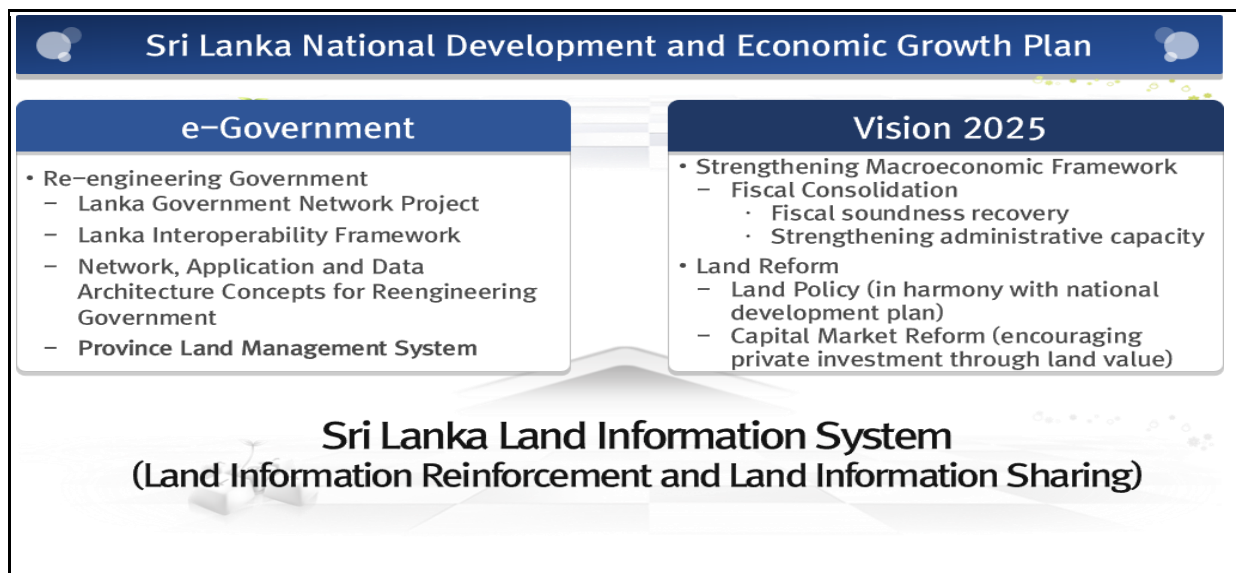 Sri Lanka National Development and Economic Growth Plan
e-Government
• Re-engineering Government
– Lanka Government Network Project
– Lanka Interoperability Framework
– Network, Application and Data
Architecture Concepts for Reengineering
Government
– Province Land Management System
Vision 2025
• Strengthening Macroeconomic Framework
– Fiscal Consolidation
· Fiscal soundness recovery
· Strengthening administrative capacity
• Land Reform
– Land Policy (in harmony with national
development plan)
– Capital Market Reform (encouraging
private investment through land value)
Sri Lanka Land Information System
(Land Information Reinforcement and Land Information Sharing)